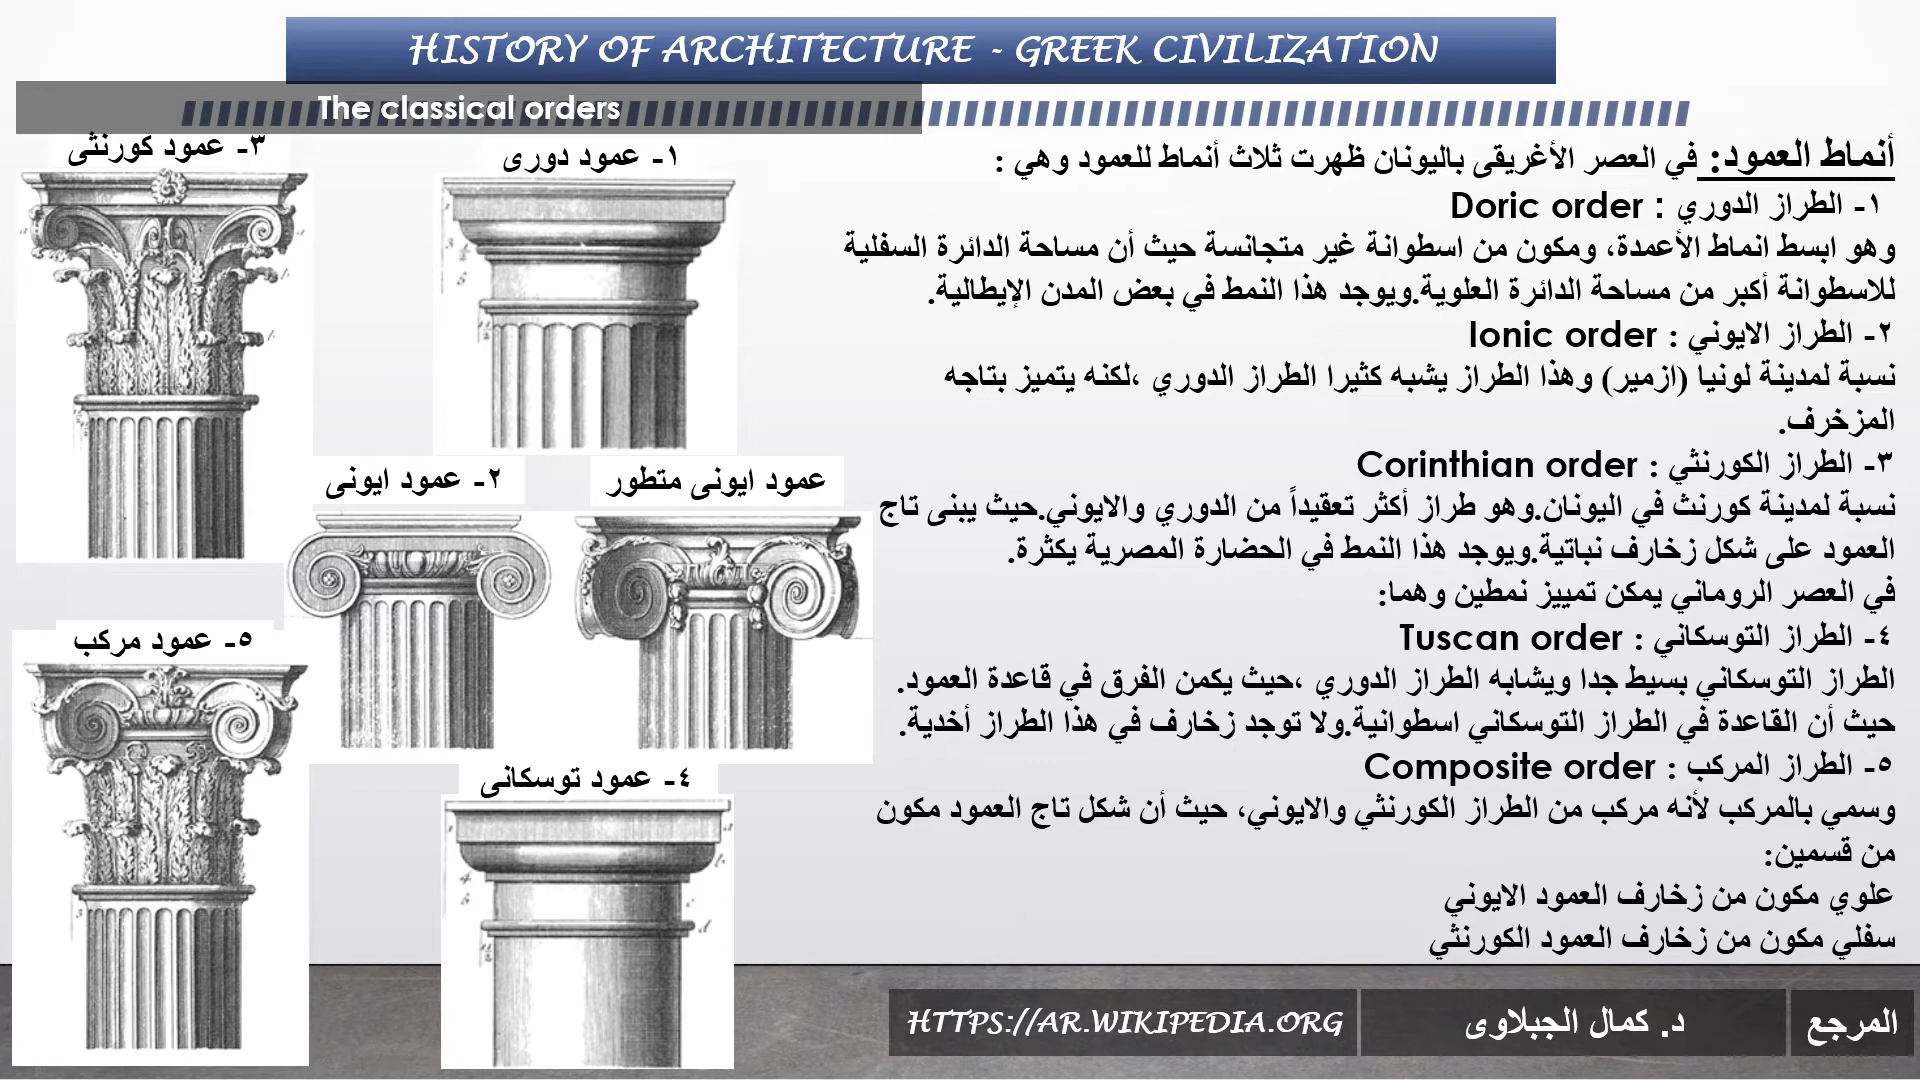 HISTORY OF ARCHITECTURE - GREEK CIVILIZATION
The classical orders
أنماط العمود: في العصر الأغريقى باليونان ظهرت ثلاث أنماط للعمود وهي :
١- الطراز الدوري : Doric order
وهو ابسط انماط الأعمدة، ومكون من اسطوانة غير متجانسة حيث أن مساحة الدائرة السفلية
للاسطوانة أكبر من مساحة الدائرة العلوية.ويوجد هذا النمط في بعض المدن الإيطالية.
٢- الطراز الايوني : Ionic order
نسبة لمدينة لونيا (ازمير) وهذا الطراز يشبه كثيرا الطراز الدوري ،لكنه يتميز بتاجه
المزخرف.
٣- الطراز الكورنثي : Corinthian order
نسبة لمدينة كورنث في اليونان.وهو طراز أكثر تعقيداً من الدوري والايوني.حيث يبنى تاج
العمود على شكل زخارف نباتية.ويوجد هذا النمط في الحضارة المصرية يكثرة.
في العصر الروماني يمكن تمييز نمطين وهما:
٤- الطراز التوسكاني : Tuscan order
الطراز التوسكاني بسيط جدا ويشابه الطراز الدوري ،حيث يكمن الفرق في قاعدة العمود.
حيث أن القاعدة في الطراز التوسكاني اسطوانية.ولا توجد زخارف في هذا الطراز أخدية.
٥- الطراز المركب : Composite order
وسمي بالمركب لأنه مركب من الطراز الكورنثي والايوني، حيث أن شكل تاج العمود مكون
من قسمين:
علوي مكون من زخارف العمود الايوني
سفلي مكون من زخارف العمود الكورنثي
١- عمود دورى
٣- عمود كورنثى
عمود ايونى متطور
٢- عمود ايونى
٥- عمود مركب
٤- عمود توسكانى
المرجع
د. كمال الجبلاوى
HTTPS://AR.WIKIPEDIA.ORG